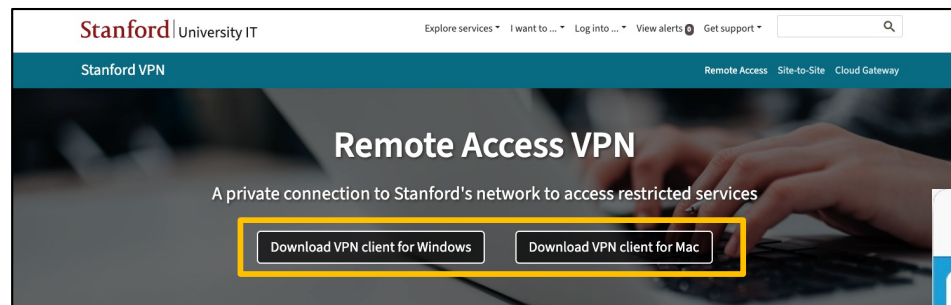 Stanford University IT
Explore services I want to ... Log into ... View alerts 0 Get support
Stanford VPN
Remote Access Site-to-Site Cloud Gateway
Remote Access VPN
A private connection to Stanford's network to access restricted services
Download VPN client for Windows Download VPN client for Mac